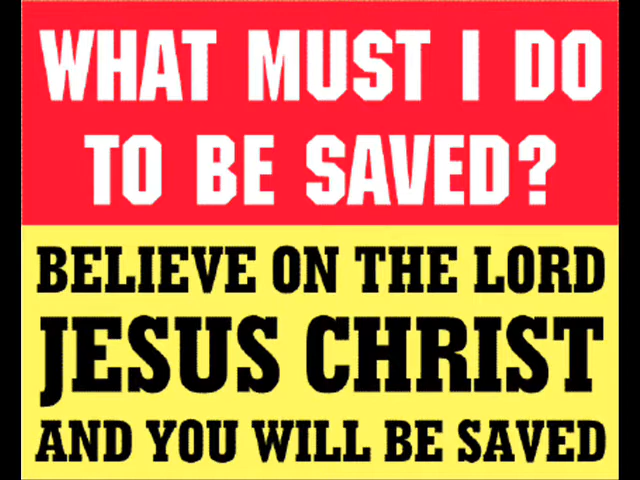 WHAT MUST I DO
TO BE SAVED?
BELIEVE ON THE LORD
JESUS CHRIST
AND YOU WILL BE SAVED